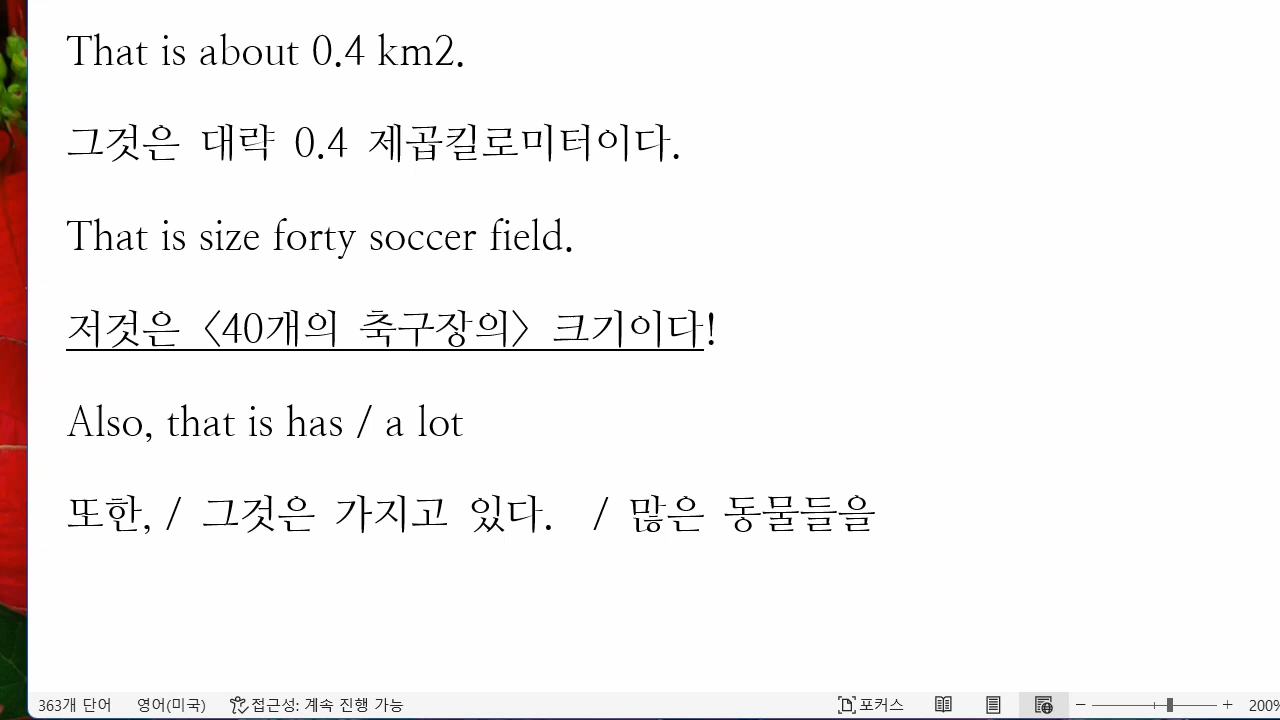 That is about 0.4 km2.
그것은 대략 0.4 제곱킬로미터이다.
That is size forty soccer field.
저것은 〈40개의 축구장의〉 크기이다!
Also, that is has / a lot
또한, / 그것은 가지고 있다. / 많은 동물들을
363개 단어 영어(미국) 접근성: 계속 진행 가능 포커스 200%